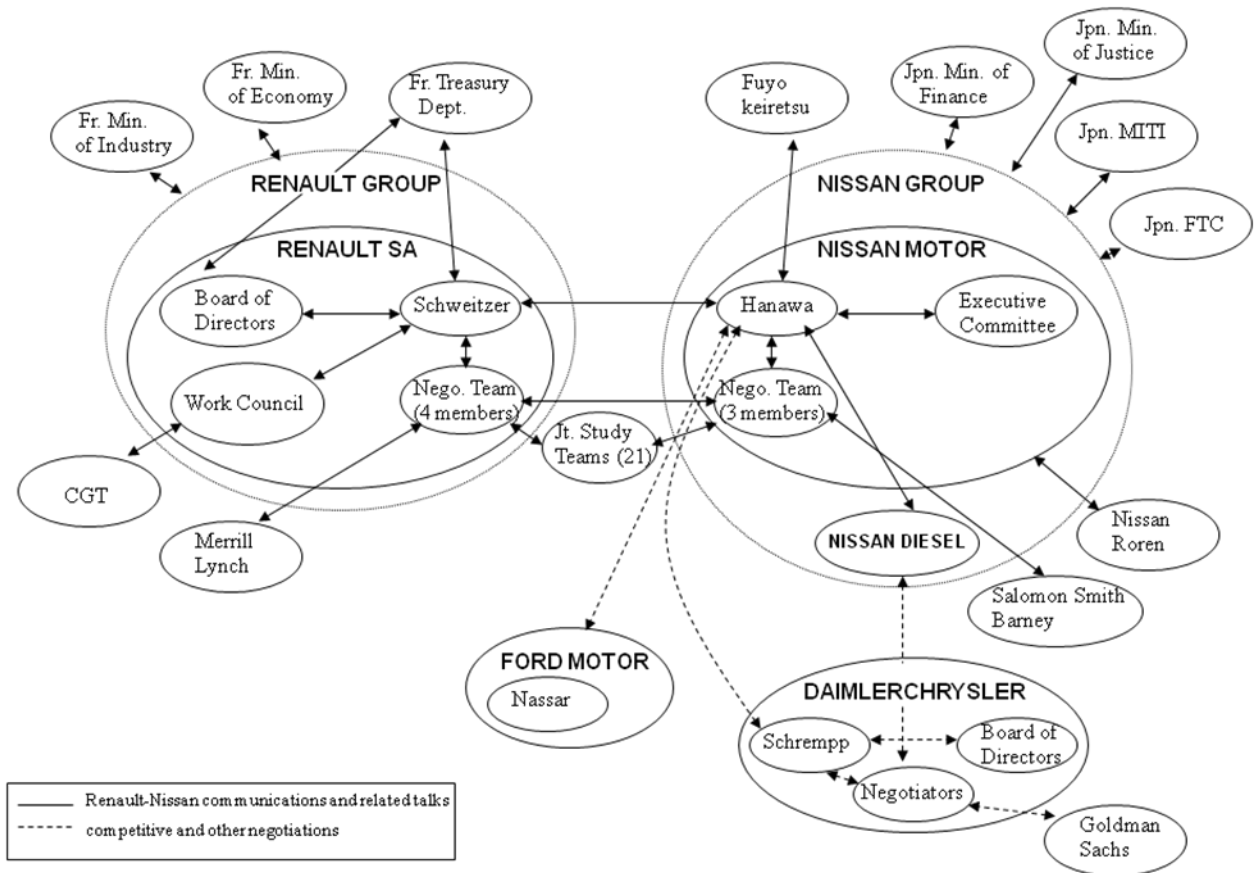 Jpn. Min.
of Justice
Fr. Min.
of Economy
Fr. Treasury
Dept.
Fuyo
keiretsu
Jpn. Min. of
Finance
Fr. Min.
of Industry
Jpn. MITI
RENAULT GROUP
NISSAN GROUP
Jpn. FTC
RENAULT SA
NISSAN MOTOR
Board of
Directors
Schweitzer
Hanawa
Executive
Committee
Work Council
Nego. Team
(4 members)
Nego. Team
(3 members)
Jt. Study
Teams (21)
CGT
Merrill
Lynch
NISSAN DIESEL
Nissan
Roren
Salomon Smith
Barney
FORD MOTOR
Nassar
DAIMLERCHRYSLER
Schrempp
Board of
Directors
Negotiators
Goldman
Sachs
Renault-Nissan communications and related talks
competitive and other negotiations